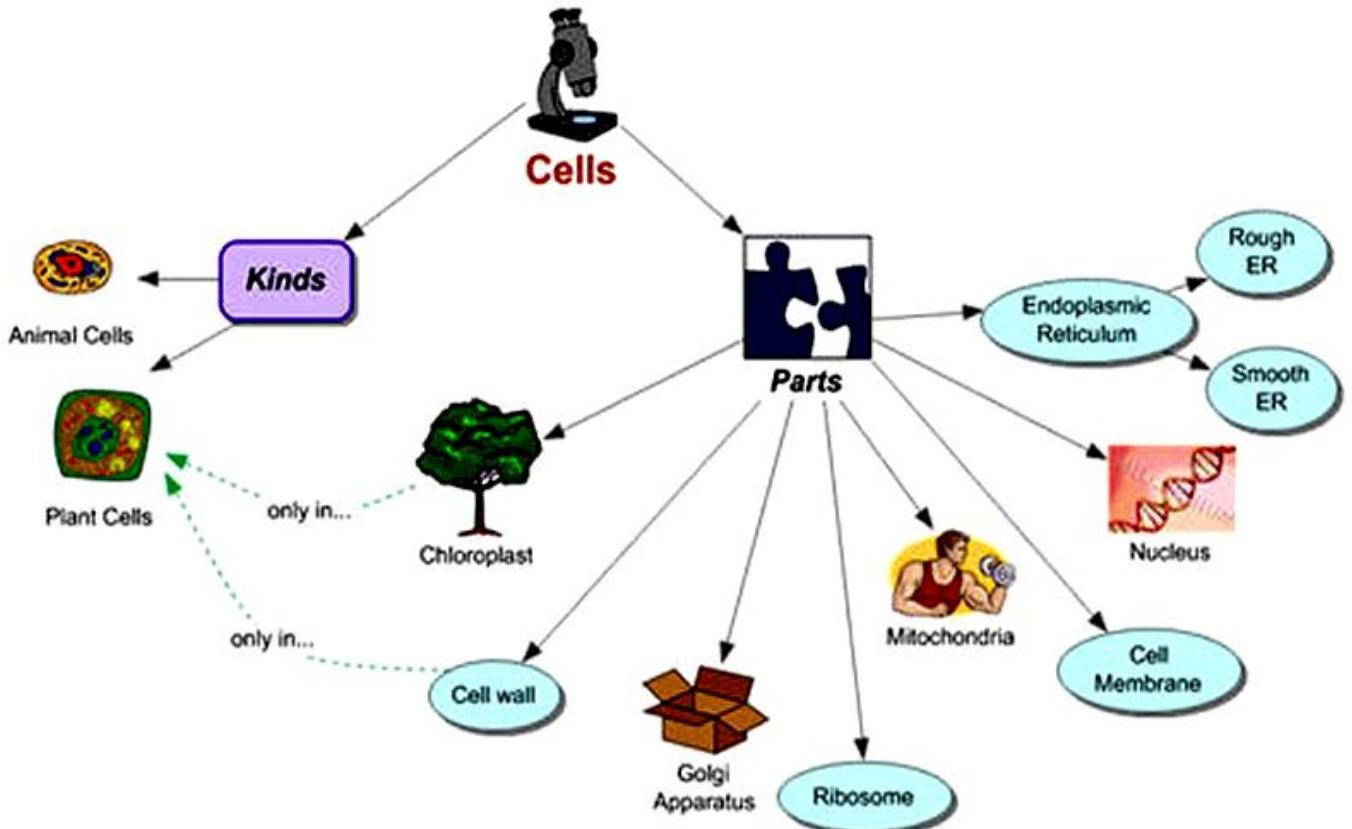 Cells
Kinds
Animal Cells
Plant Cells
only in...
only in...
Parts
Chloroplast
Cell wall
Golgi
Apparatus
Ribosome
Mitochondria
Cell
Membrane
Nucleus
Endoplasmic
Reticulum
Rough
ER
Smooth
ER